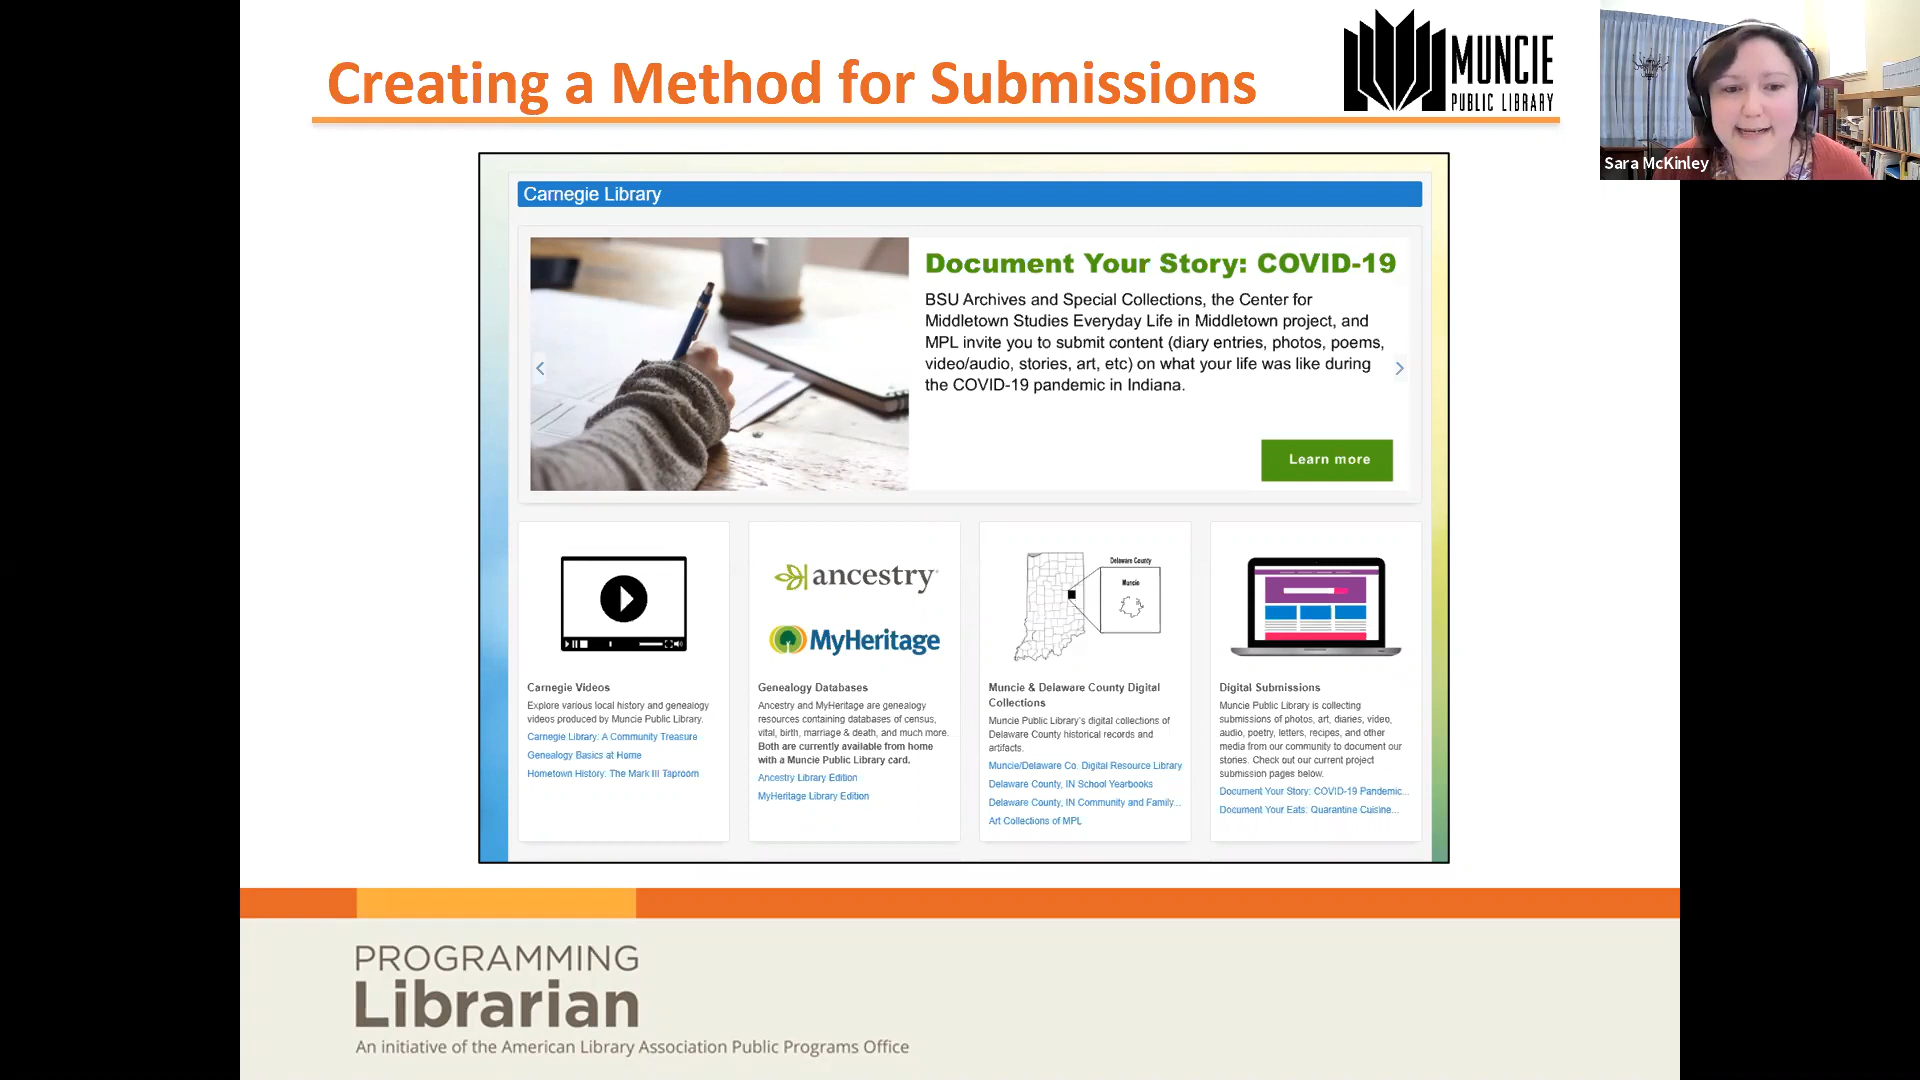 Creating a Method for Submissions
MUNCIE
PUBLIC LIBRARY
Sara McKinley
Carnegie Library
Document Your Story: COVID-19
BSU Archives and Special Collections, the Center for
Middletown Studies Everyday Life in Middletown project, and
MPL invite you to submit content (diary entries, photos, poems,
video/audio, stories, art, etc) on what your life was like during
the COVID-19 pandemic in Indiana.
Learn more
Carnegie Videos
Explore various local history and genealogy
videos produced by Muncie Public Library.
Carnegie Library: A Community Treasure
Genealogy Basics at Home
Hometown History: The Mark III Taproom
ancestry
MyHeritage
Genealogy Databases
Ancestry and MyHeritage are genealogy
resources containing databases of census,
vital, birth, marriage & death, and much more.
Both are currently available from home
with a Muncie Public Library card.
Ancestry Library Edition
MyHeritage Library Edition
Delaware County
Muncie
Muncie & Delaware County Digital
Collections
Muncie Public Library's digital collections of
Delaware County historical records and
artifacts.
Muncie/Delaware Co. Digital Resource Library
Delaware County, IN School Yearbooks
Delaware County, IN Community and Family...
Art Collections of MPL
Digital Submissions
Muncie Public Library is collecting
submissions of photos, art, diaries, video,
audio, poetry, letters, recipes, and other
media from our community to document our
stories. Check out our current project
submission pages below.
Document Your Story: COVID-19 Pandemic...
Document Your Eats: Quarantine Cuisine...
PROGRAMMING
Librarian
An initiative of the American Library Association Public Programs Office